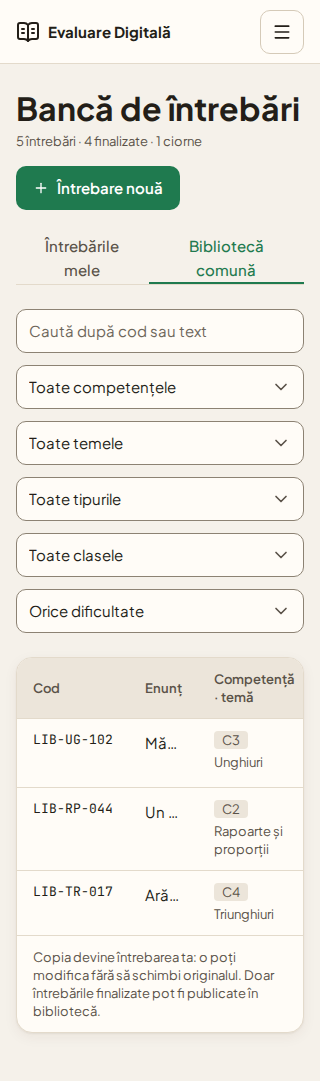 Evaluare Digitală
Bancă de întrebări
5 întrebări · 4 finalizate · 1 ciorne
+ Întrebare nouă
Întrebările
mele
Bibliotecă
comună
Caută după cod sau text
Toate competențele
Toate temele
Toate tipurile
Toate clasele
Orice dificultate
Cod
Enunț
Competență
· temă
LIB-UG-102
Mă...
C3
Unghiuri
LIB-RP-044
Un ...
C2
Rapoarte și
proporții
LIB-TR-017
Ară...
C4
Triunghiuri
Copia devine întrebarea ta: o poți
modifica fără să schimbi originalul. Doar
întrebările finalizate pot fi publicate în
bibliotecă.